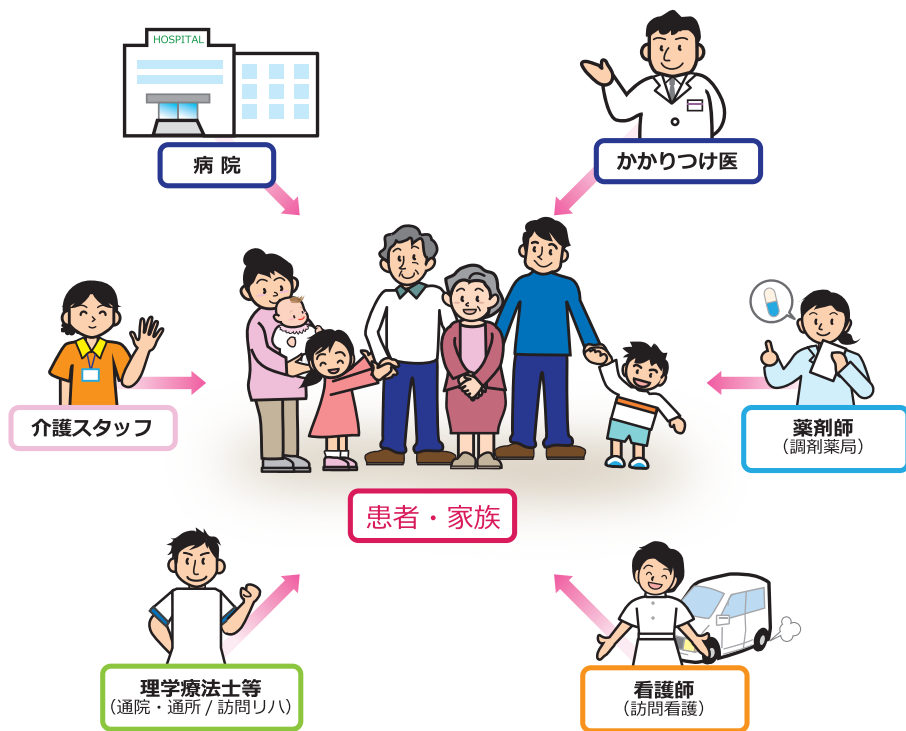 HOSPITAL
病院
かかりつけ医
介護スタッフ
薬剤師
(調剤薬局)
患者・家族
理学療法士等
(通院・通所 / 訪問リハ)
看護師
(訪問看護)